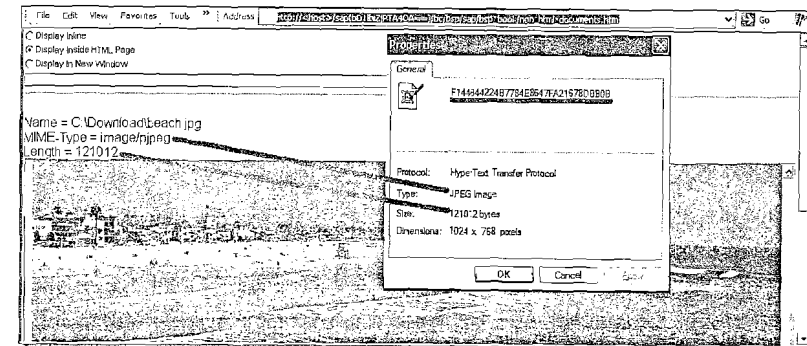 File Edit View Favorites Tools » Address
Go
Display Inline
Display Inside HTML Page
Display In New Window
Name = C:\Download\beach.jpg
MIME-Type = image/pjpeg
Length = 121012
Properties
General
Protocol: Hyper-Text Transfer Protocol
Type: JPEG Image
Size: 121012 bytes
Dimensions: 1024 x 768 pixels
OK Cancel